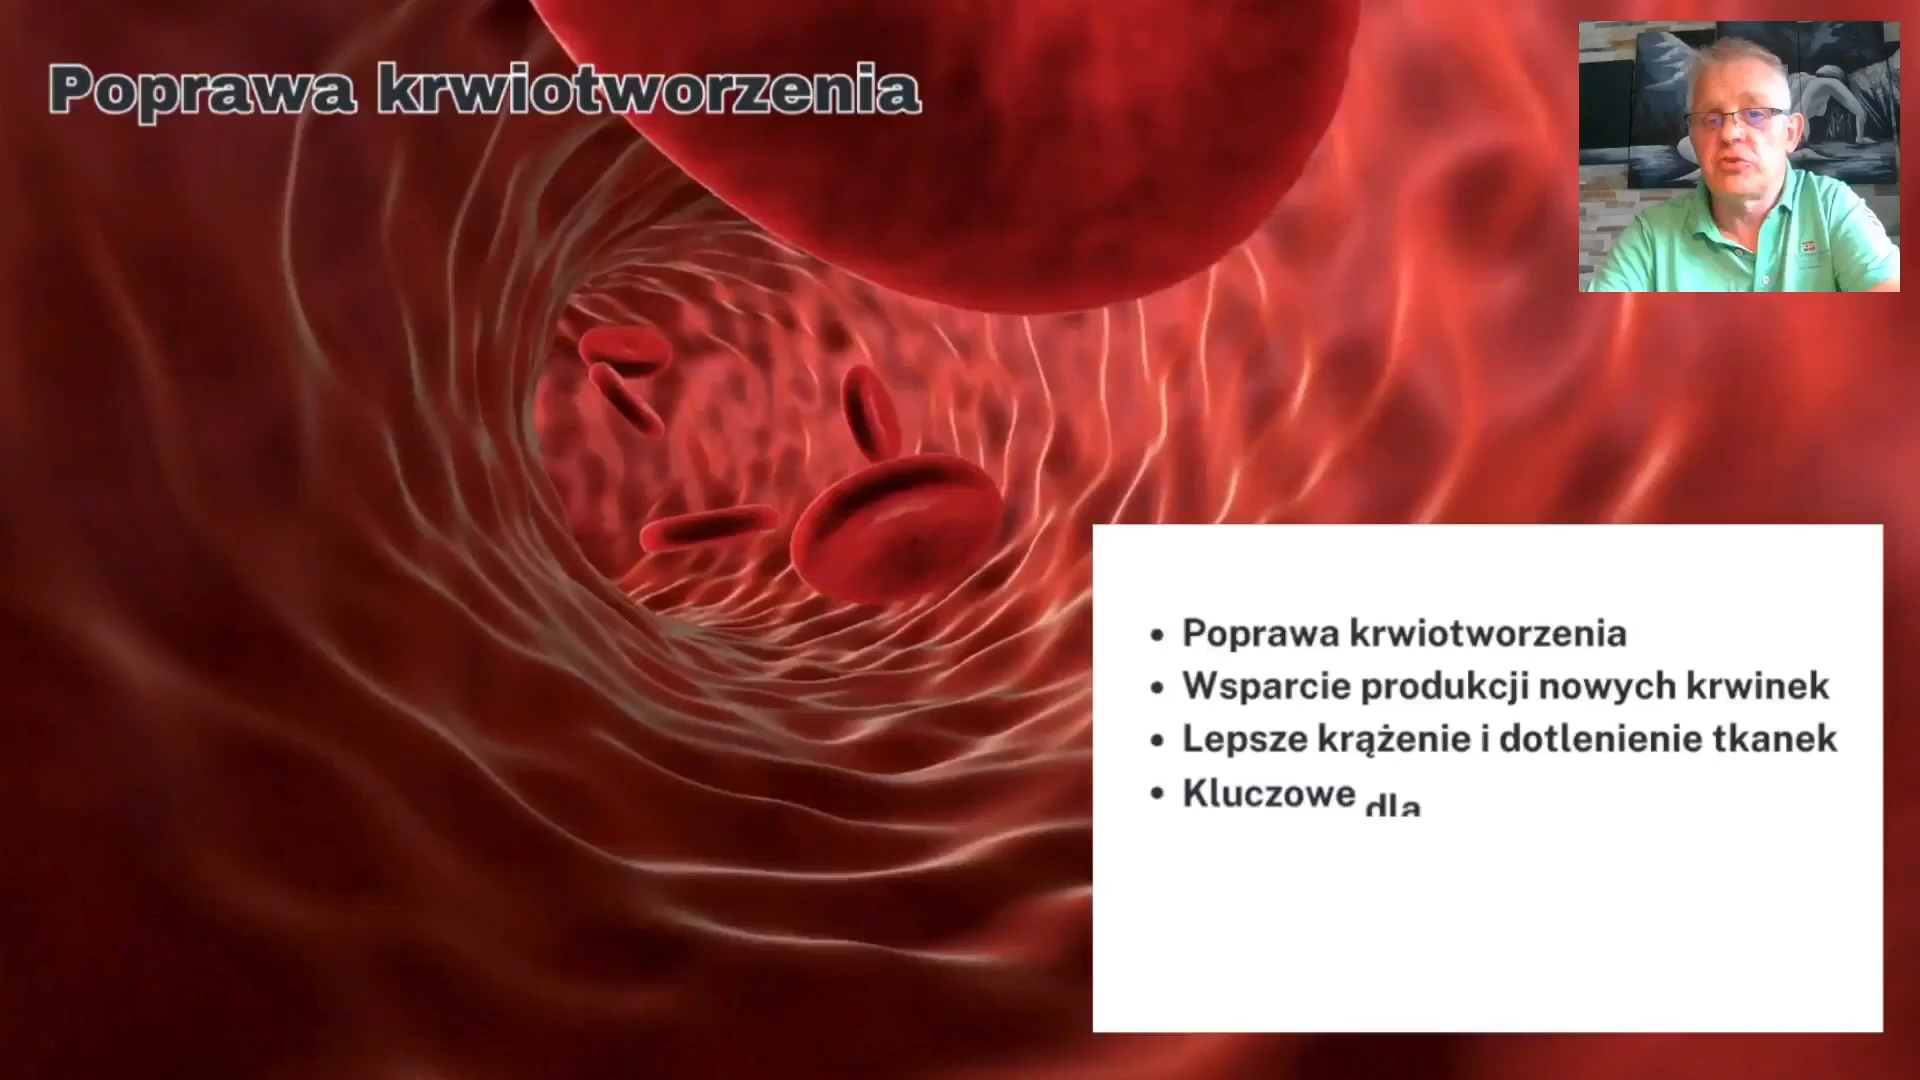 Poprawa krwiotworzenia
• Poprawa krwiotworzenia
• Wsparcie produkcji nowych krwinek
• Lepsze krążenie i dotlenienie tkanek
• Kluczowe dla